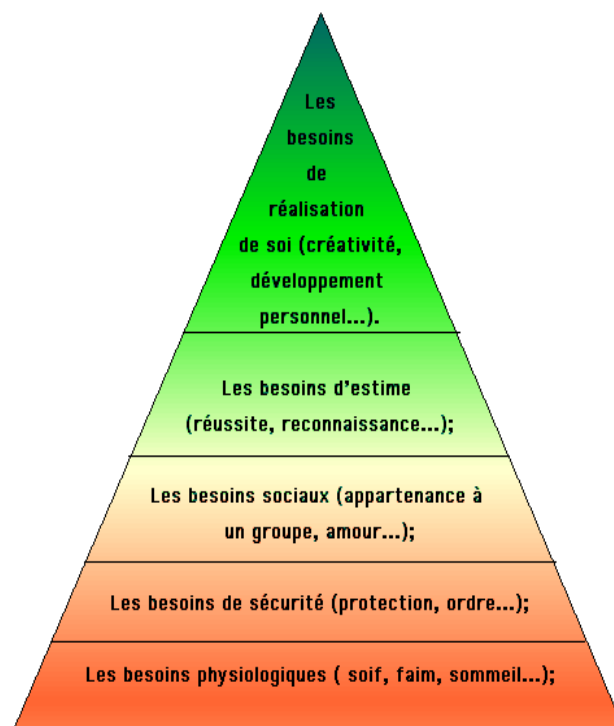 Les
besoins
de
réalisation
de soi (créativité,
développement
personnel...).
Les besoins d'estime
(réussite, reconnaissance...);
Les besoins sociaux (appartenance à
un groupe, amour...);
Les besoins de sécurité (protection, ordre...);
Les besoins physiologiques ( soif, faim, sommeil...);